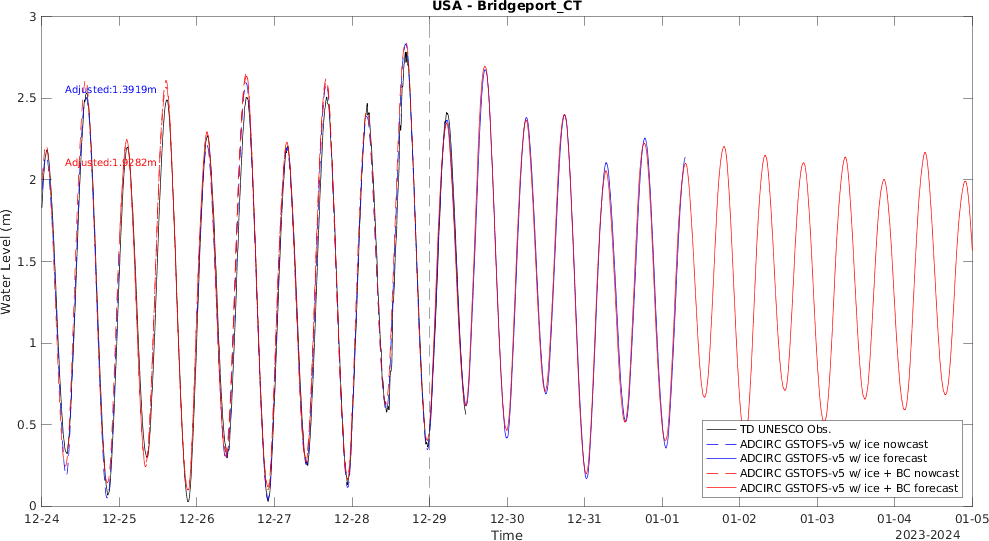 USA - Bridgeport_CT
3
2.5
2
1.5
1
0.5
0
Water Level (m)
Adjusted:1.3919m
Adjusted:1.9282m
TD UNESCO Obs.
ADCIRC GSTOFS-v5 w/ ice nowcast
ADCIRC GSTOFS-v5 w/ ice forecast
ADCIRC GSTOFS-v5 w/ ice + BC nowcast
ADCIRC GSTOFS-v5 w/ ice + BC forecast
12-24 12-25 12-26 12-27 12-28 12-29 12-30 12-31 01-01 01-02 01-03 01-04 01-05
Time
2023-2024